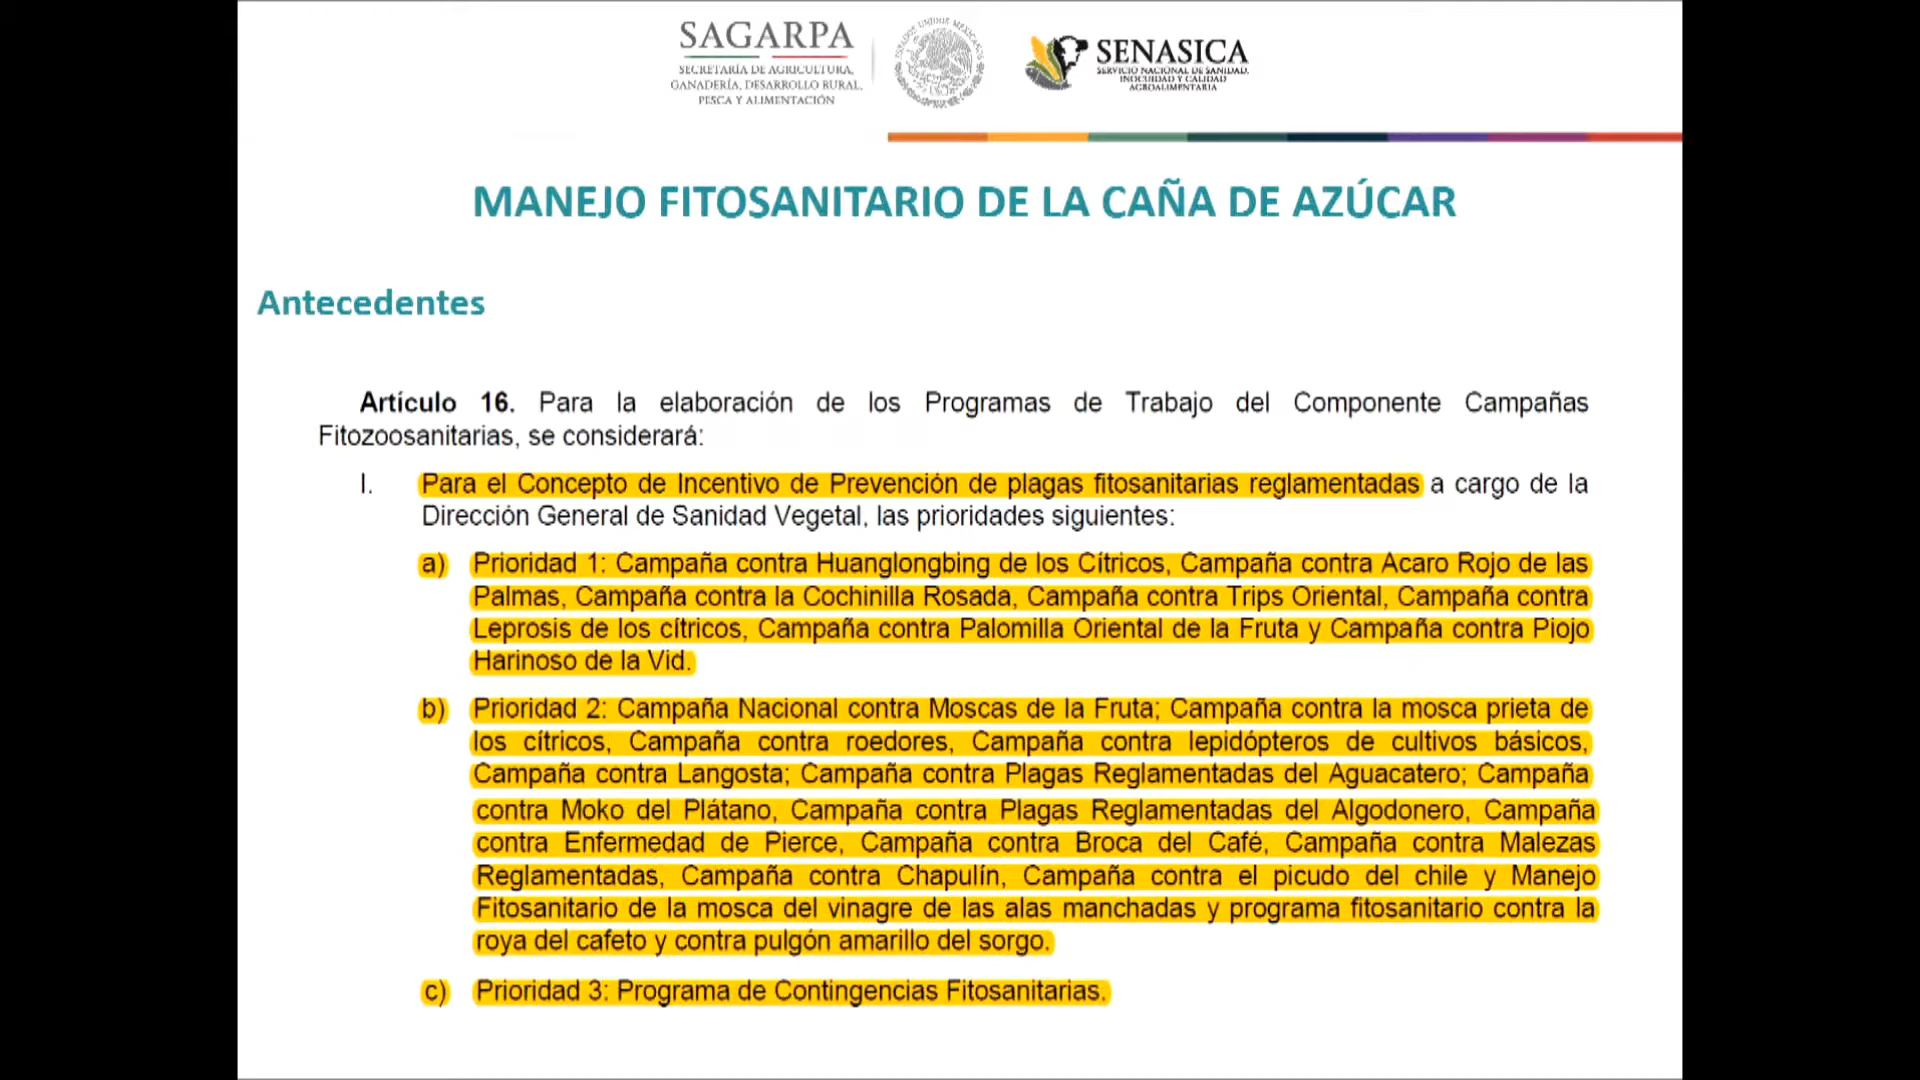 SAGARPA
SECRETARÍA DE AGRICULTURA,
GANADERÍA, DESARROLLO RURAL,
PESCA Y ALIMENTACIÓN
ESTADOS UNIDOS MEXICANOS
SENASICA
SERVICIO NACIONAL DE SANIDAD,
INOCUIDAD Y CALIDAD
AGROALIMENTARIA
MANEJO FITOSANITARIO DE LA CAÑA DE AZÚCAR
Antecedentes
Artículo 16. Para la elaboración de los Programas de Trabajo del Componente Campañas
Fitozoosanitarias, se considerará:
I. Para el Concepto de Incentivo de Prevención de plagas fitosanitarias reglamentadas a cargo de la
Dirección General de Sanidad Vegetal, las prioridades siguientes:
a) Prioridad 1: Campaña contra Huanglongbing de los Cítricos, Campaña contra Acaro Rojo de las
Palmas, Campaña contra la Cochinilla Rosada, Campaña contra Trips Oriental, Campaña contra
Leprosis de los cítricos, Campaña contra Palomilla Oriental de la Fruta y Campaña contra Piojo
Harinoso de la Vid.
b) Prioridad 2: Campaña Nacional contra Moscas de la Fruta; Campaña contra la mosca prieta de
los cítricos, Campaña contra roedores, Campaña contra lepidópteros de cultivos básicos,
Campaña contra Langosta; Campaña contra Plagas Reglamentadas del Aguacatero; Campaña
contra Moko del Plátano, Campaña contra Plagas Reglamentadas del Algodonero, Campaña
contra Enfermedad de Pierce, Campaña contra Broca del Café, Campaña contra Malezas
Reglamentadas, Campaña contra Chapulín, Campaña contra el picudo del chile y Manejo
Fitosanitario de la mosca del vinagre de las alas manchadas y programa fitosanitario contra la
roya del cafeto y contra pulgón amarillo del sorgo.
c) Prioridad 3: Programa de Contingencias Fitosanitarias.